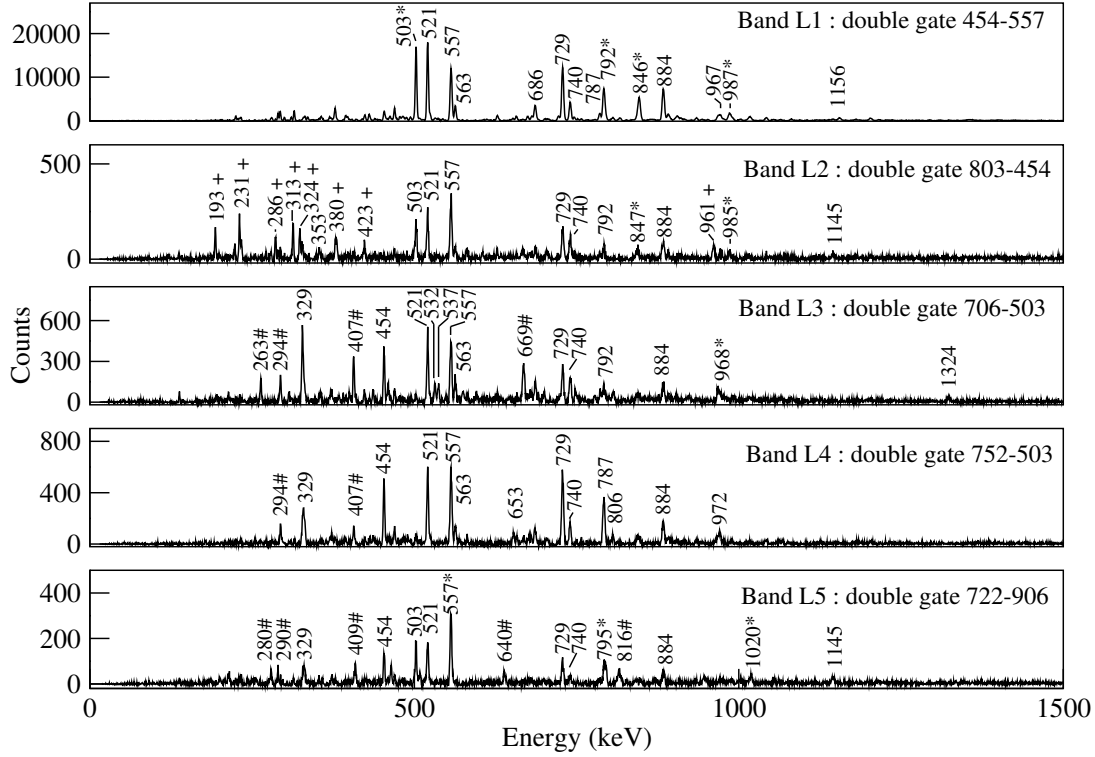 Band L1 : double gate 454-557
503* 521 557 563 686 729 740 787 792* 846* 884 967 987* 1156
20000
10000
0
Band L2 : double gate 803-454
193 + 231 + 286 + 313 + 324 + 353 380 + 423 + 503 521 557 729 740 792 847* 884 961 + 985* 1145
500
0
Band L3 : double gate 706-503
263# 294# 329 407# 454 521 532 537 557 563 669# 729 740 792 884 968* 1324
600
300
0
Counts
Band L4 : double gate 752-503
294# 329 407# 454 521 557 563 653 729 740 787 806 884 972
800
400
0
Band L5 : double gate 722-906
280# 290# 329 409# 454 503 521 557* 640# 729 740 795* 816# 884 1020* 1145
400
200
0
0 500 1000 1500
Energy (keV)